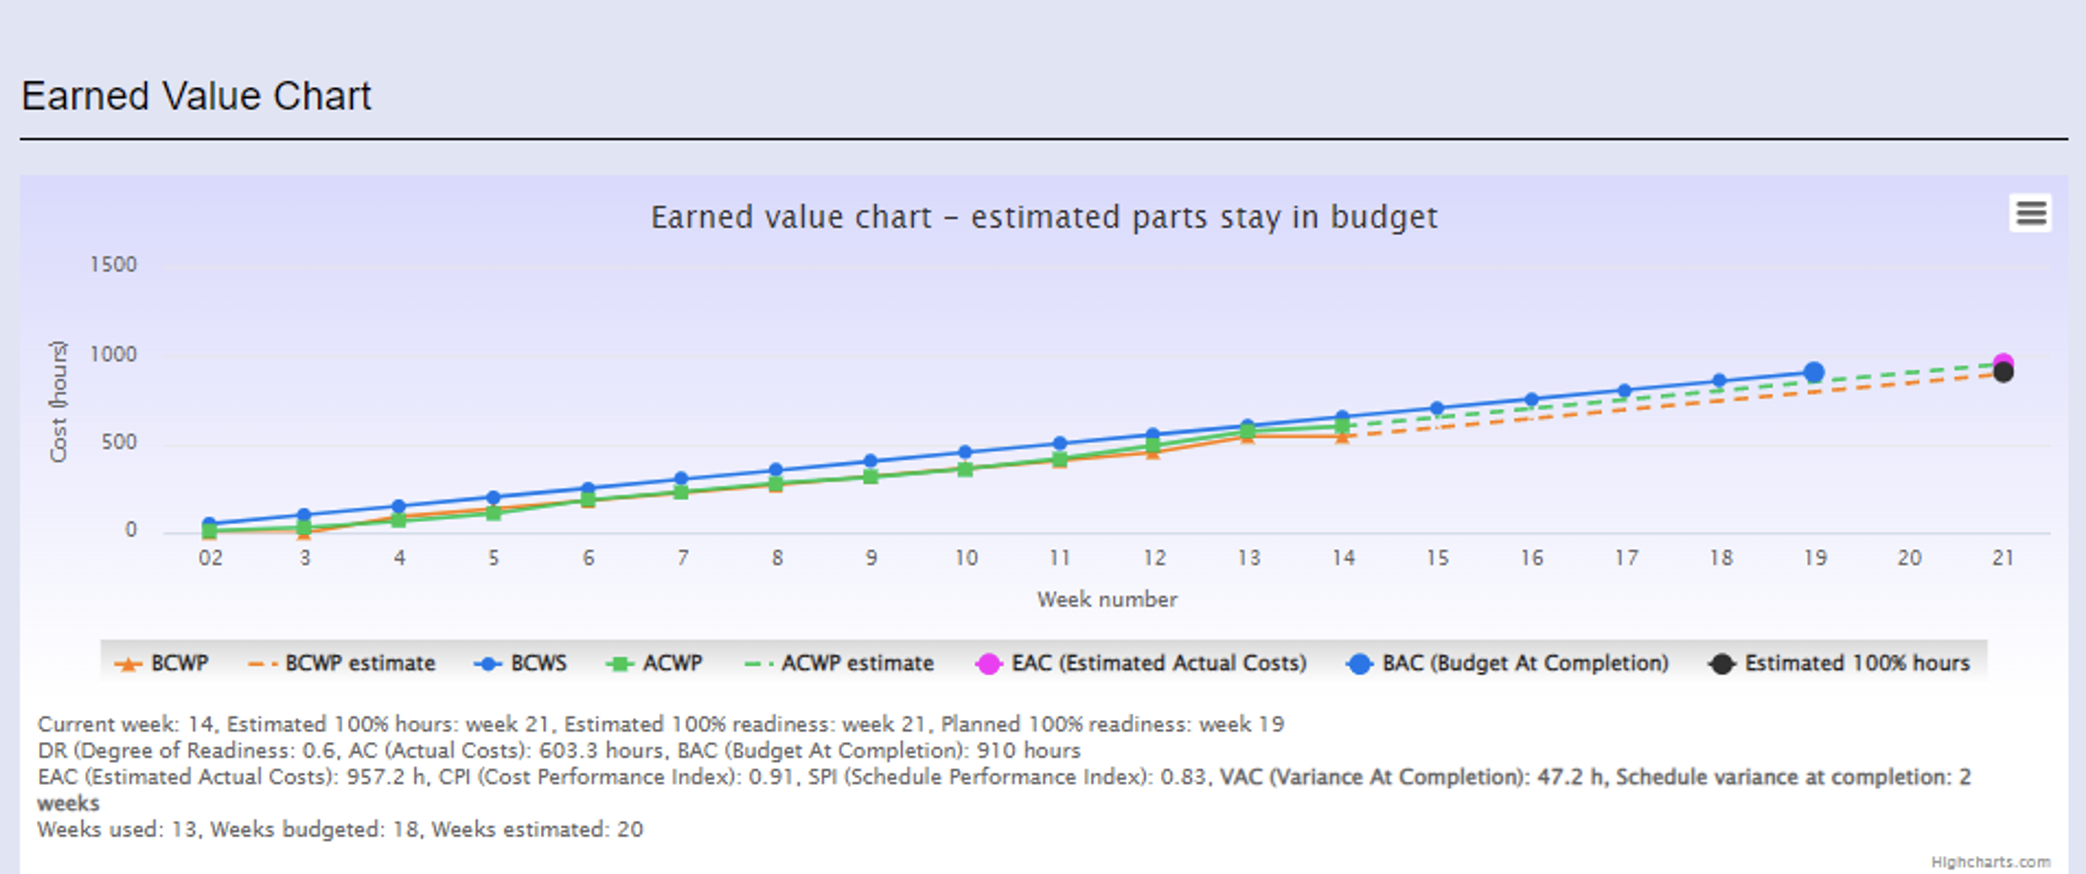 Earned Value Chart
Earned value chart – estimated parts stay in budget
1500
1000
500
0
Cost (hours)
02 3 4 5 6 7 8 9 10 11 12 13 14 15 16 17 18 19 20 21
Week number
BCWP BCWP estimate BCWS ACWP ACWP estimate EAC (Estimated Actual Costs) BAC (Budget At Completion) Estimated 100% hours
Current week: 14, Estimated 100% hours: week 21, Estimated 100% readiness: week 21, Planned 100% readiness: week 19
DR (Degree of Readiness: 0.6, AC (Actual Costs): 603.3 hours, BAC (Budget At Completion): 910 hours
EAC (Estimated Actual Costs): 957.2 h, CPI (Cost Performance Index): 0.91, SPI (Schedule Performance Index): 0.83, VAC (Variance At Completion): 47.2 h, Schedule variance at completion: 2
weeks
Weeks used: 13, Weeks budgeted: 18, Weeks estimated: 20
Highcharts.com